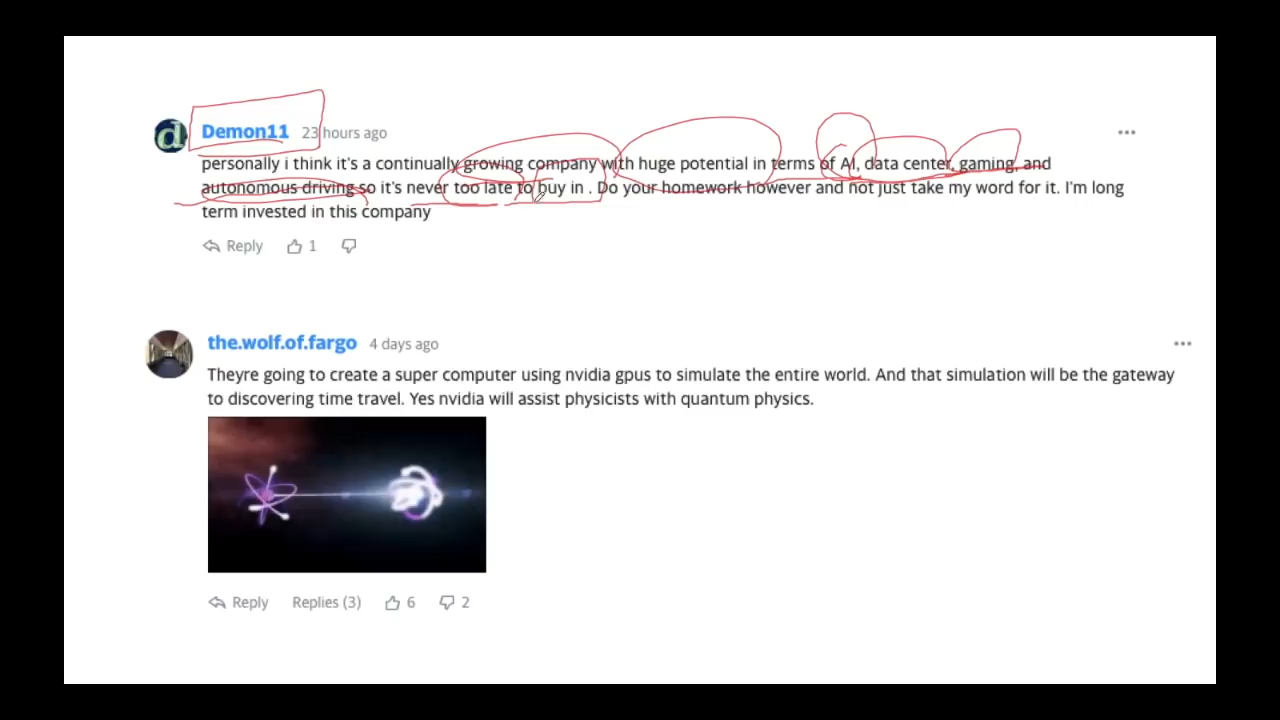 d Demon11 23 hours ago
personally i think it's a continually growing company with huge potential in terms of AI, data center, gaming, and
autonomous driving so it's never too late to buy in . Do your homework however and not just take my word for it. I'm long
term invested in this company
Reply 1
the.wolf.of.fargo 4 days ago
Theyre going to create a super computer using nvidia gpus to simulate the entire world. And that simulation will be the gateway
to discovering time travel. Yes nvidia will assist physicists with quantum physics.
Reply Replies (3) 6 2